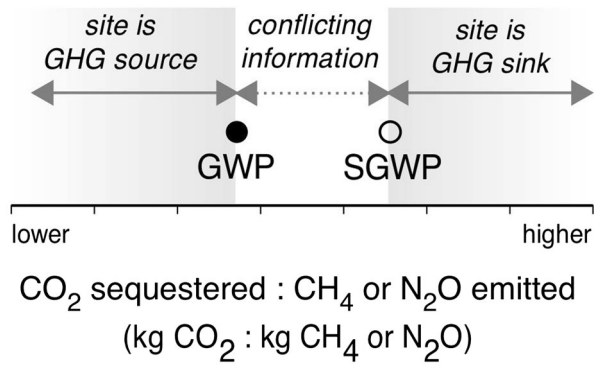 site is
GHG source
conflicting
information
site is
GHG sink
GWP
SGWP
lower
higher
CO₂ sequestered : CH₄ or N₂O emitted
(kg CO₂ : kg CH₄ or N₂O)